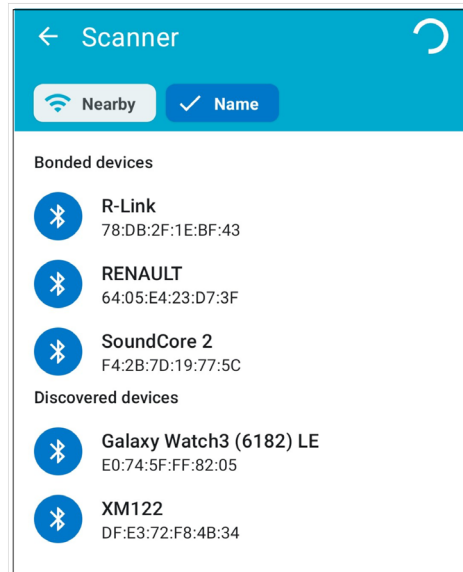 Scanner
Nearby
Name
Bonded devices
R-Link
78:DB:2F:1E:BF:43
RENAULT
64:05:E4:23:D7:3F
SoundCore 2
F4:2B:7D:19:77:5C
Discovered devices
Galaxy Watch3 (6182) LE
E0:74:5F:FF:82:05
XM122
DF:E3:72:F8:4B:34